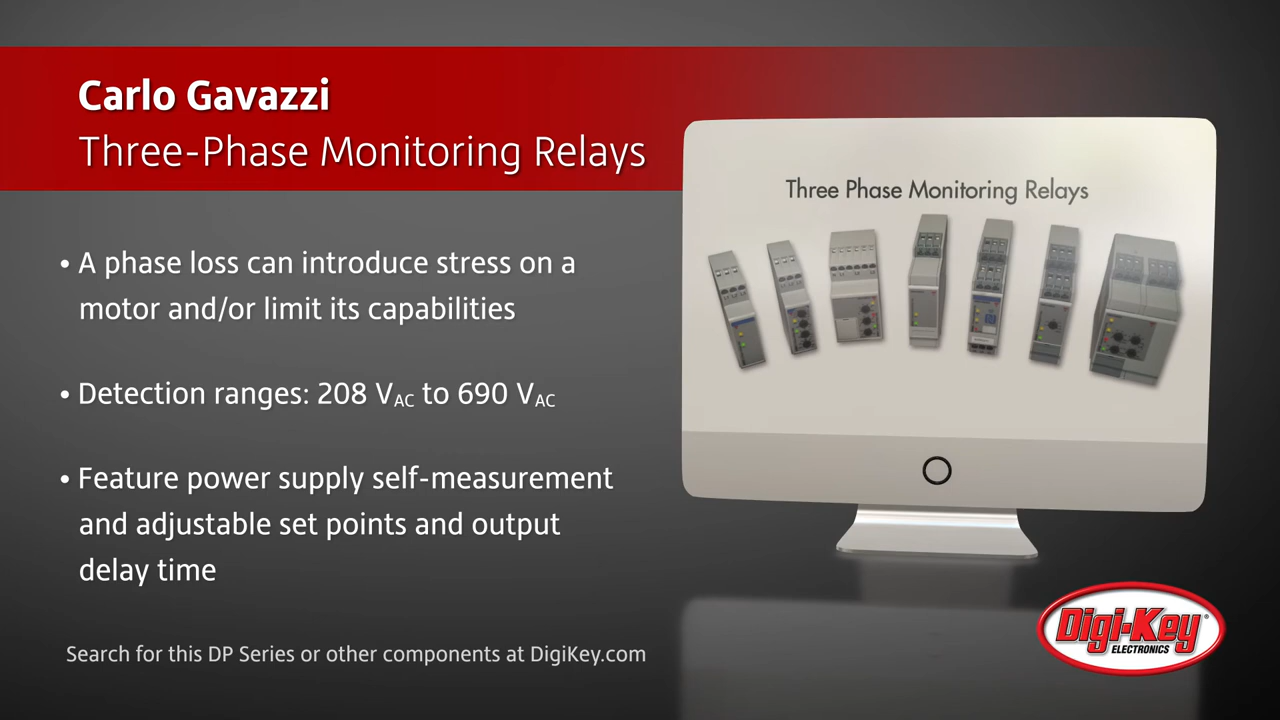 Carlo Gavazzi
Three-Phase Monitoring Relays
• A phase loss can introduce stress on a
motor and/or limit its capabilities
• Detection ranges: 208 VAC to 690 VAC
• Feature power supply self-measurement
and adjustable set points and output
delay time
Search for this DP Series or other components at DigiKey.com
Three Phase Monitoring Relays
Digi-Key®
ELECTRONICS